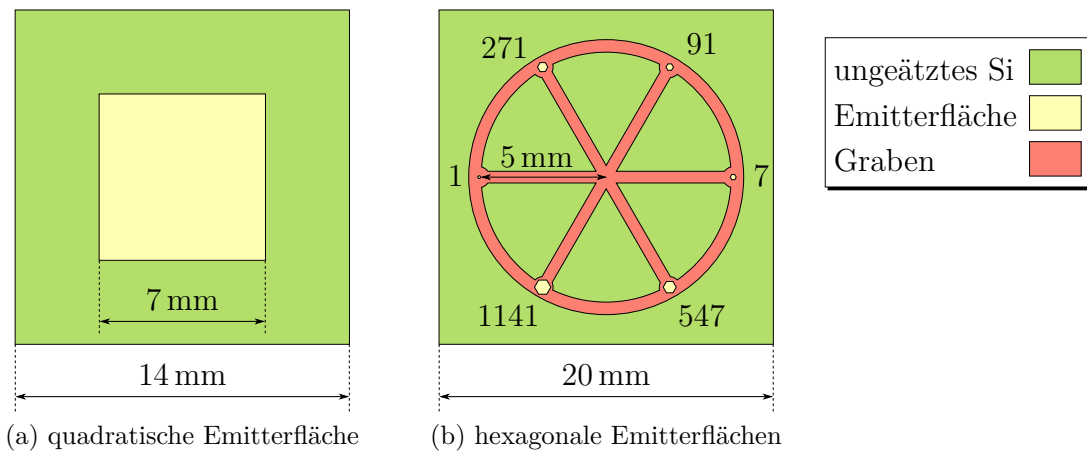 271
91
ungeätztes Si
Emitterfläche
Graben
5 mm
1
7
7 mm
1141
547
14 mm
20 mm
(a) quadratische Emitterfläche
(b) hexagonale Emitterflächen